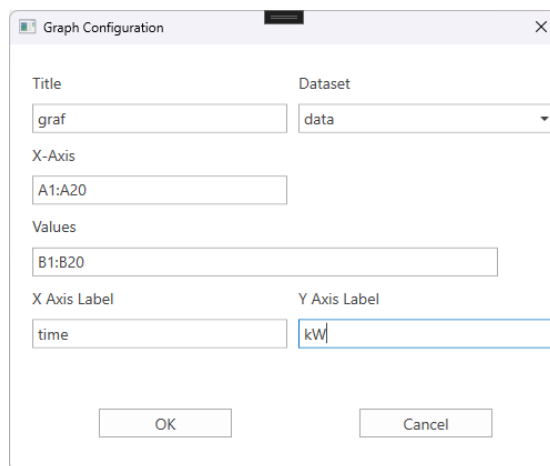 Graph Configuration
Title Dataset
graf data
X-Axis
A1:A20
Values
B1:B20
X Axis Label Y Axis Label
time kW
OK Cancel